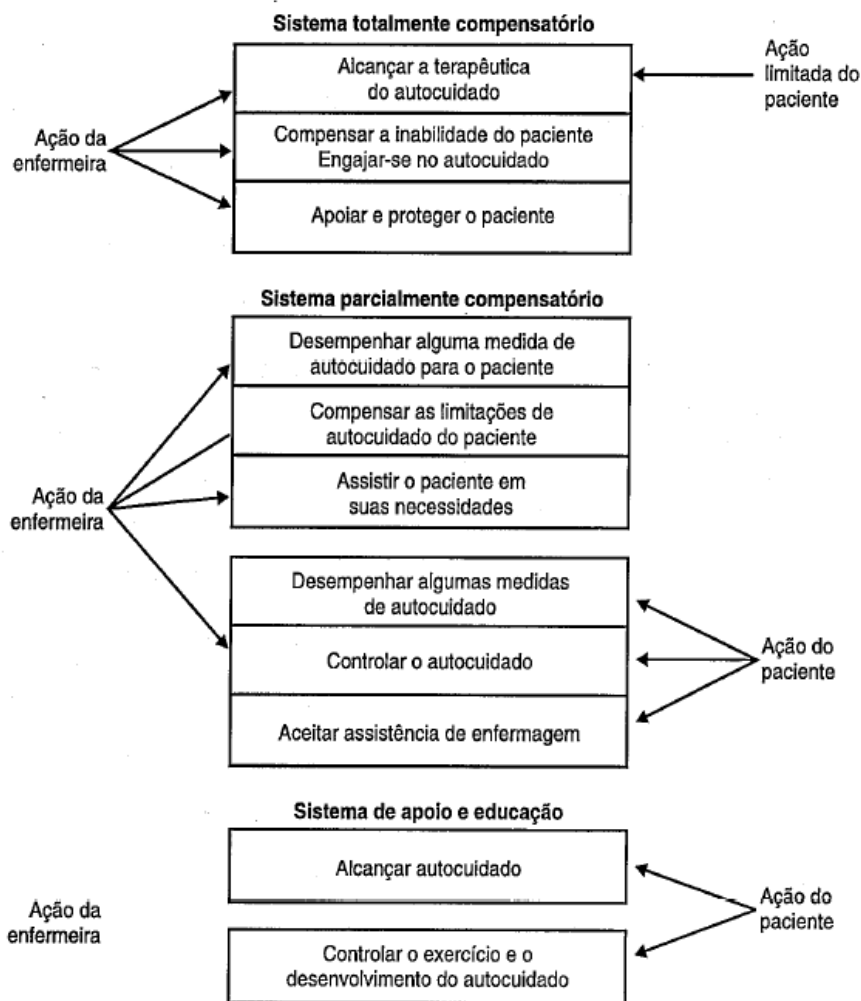 Sistema totalmente compensatório
Alcançar a terapêutica
do autocuidado
Ação
limitada do
paciente
Ação da
enfermeira
Compensar a inabilidade do paciente
Engajar-se no autocuidado
Apoiar e proteger o paciente
Sistema parcialmente compensatório
Desempenhar alguma medida de
autocuidado para o paciente
Compensar as limitações de
autocuidado do paciente
Ação da
enfermeira
Assistir o paciente em
suas necessidades
Desempenhar algumas medidas
de autocuidado
Controlar o autocuidado
Ação do
paciente
Aceitar assistência de enfermagem
Sistema de apoio e educação
Alcançar autocuidado
Ação da
enfermeira
Ação do
paciente
Controlar o exercício e o
desenvolvimento do autocuidado